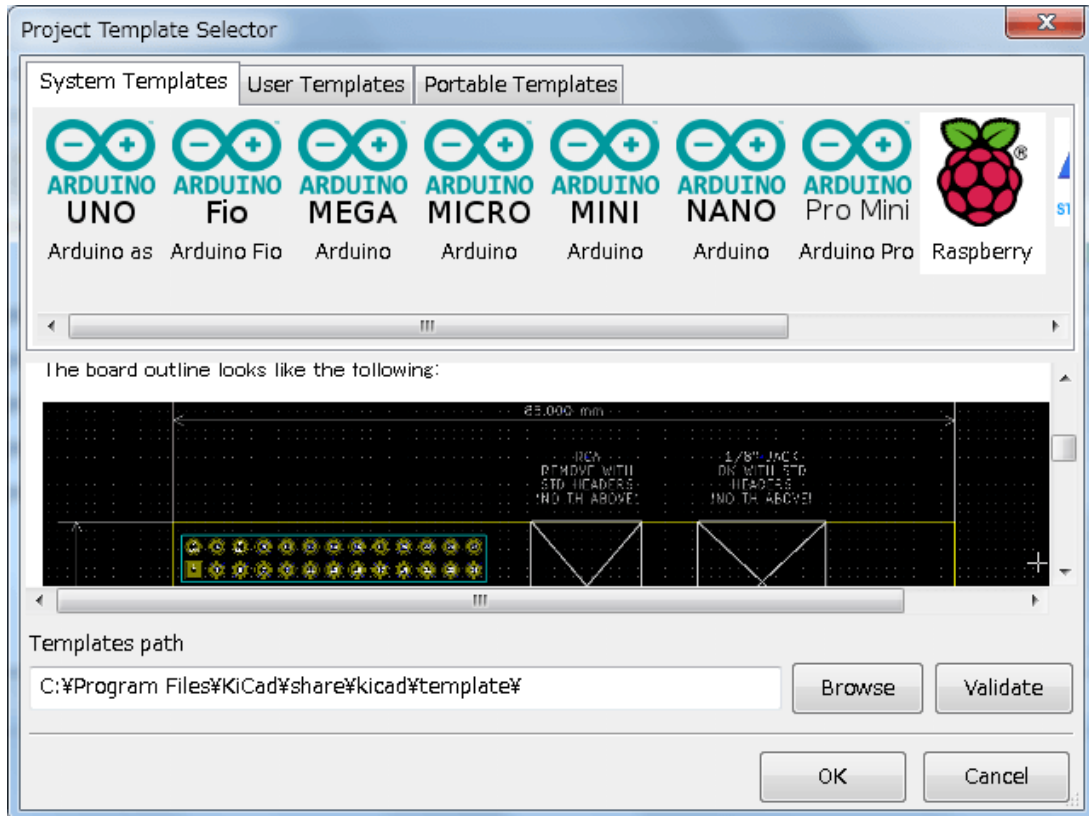 Project Template Selector
System Templates User Templates Portable Templates
ARDUINO ARDUINO ARDUINO ARDUINO ARDUINO ARDUINO ARDUINO
UNO Fio MEGA MICRO MINI NANO Pro Mini
Arduino as Arduino Fio Arduino Arduino Arduino Arduino Arduino Pro Raspberry
The board outline looks like the following:
85.000 mm
RCA
REMOVE WITH
STD HEADERS
!NO TH ABOVE!
1/8" JACK
OK WITH STD
HEADERS
!NO TH ABOVE!
Templates path
C:¥Program Files¥KiCad¥share¥kicad¥template¥
Browse Validate
OK Cancel